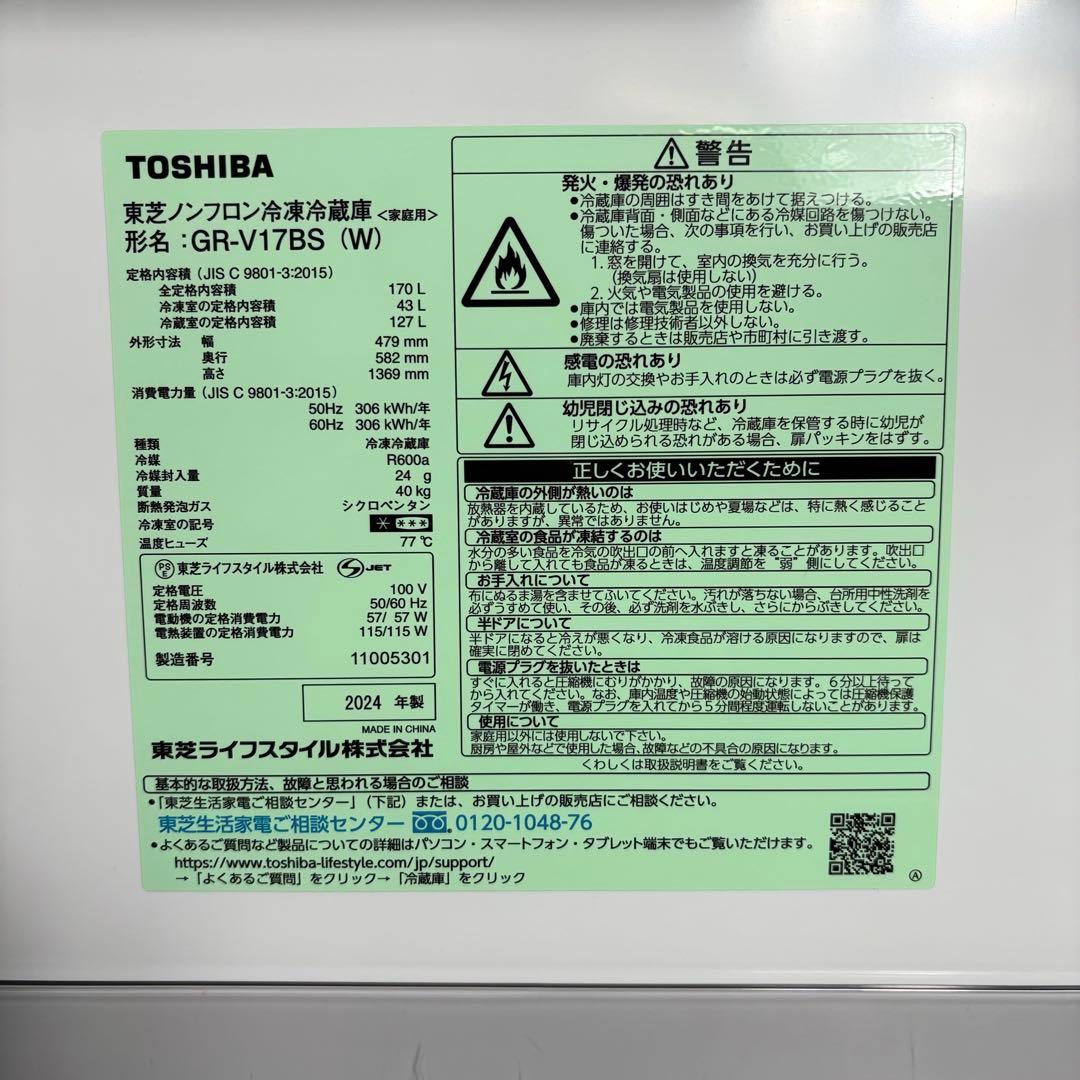 TOSHIBA
東芝ノンフロン冷凍冷蔵庫<家庭用>
形名：GR-V17BS（W）
定格内容積（JIS C 9801-3:2015）
全定格内容積 170 L
冷凍室の定格内容積 43 L
冷蔵室の定格内容積 127 L
外形寸法 幅 479 mm
奥行 582 mm
高さ 1369 mm
消費電力量（JIS C 9801-3:2015）
50Hz 306 kWh/年
60Hz 306 kWh/年
種類 冷凍冷蔵庫
冷媒 R600a
冷媒封入量 24 g
質量 40 kg
断熱発泡ガス シクロペンタン
冷凍室の記号
温度ヒューズ 77 ℃
PSE 東芝ライフスタイル株式会社 JET
定格電圧 100 V
定格周波数 50/60 Hz
電動機の定格消費電力 57/ 57 W
電熱装置の定格消費電力 115/115 W
製造番号 11005301
2024 年製
MADE IN CHINA
東芝ライフスタイル株式会社
警告
発火・爆発の恐れあり
●冷蔵庫の周囲はすき間をあけて据えつける。
●冷蔵庫背面・側面などにある冷媒回路を傷つけない。
傷ついた場合、次の事項を行い、お買い上げの販売店
に連絡する。
1. 窓を開けて、室内の換気を充分に行う。
（換気扇は使用しない）
2. 火気や電気製品の使用を避ける。
●庫内では電気製品を使用しない。
●修理は修理技術者以外しない。
●廃棄するときは販売店や市町村に引き渡す。
感電の恐れあり
庫内灯の交換やお手入れのときは必ず電源プラグを抜く。
幼児閉じ込みの恐れあり
リサイクル処理時など、冷蔵庫を保管する時に幼児が
閉じ込められる恐れがある場合、扉パッキンをはずす。
正しくお使いいただくために
冷蔵庫の外側が熱いのは
放熱器を内蔵しているため、お使いはじめや夏場などは、特に熱く感じること
がありますが、異常ではありません。
冷蔵室の食品が凍結するのは
水分の多い食品を冷気の吹出口の前へ入れますと凍ることがあります。吹出口
から離して入れても食品が凍るときは、温度調節を“弱”側にしてください。
お手入れについて
布にぬるま湯を含ませてふいてください。汚れが落ちない場合、台所用中性洗剤を
必ずうすめて使い、その後、必ず洗剤を水ぶきし、さらにからぶきしてください。
半ドアについて
半ドアになると冷えが悪くなり、冷凍食品が溶ける原因になりますので、扉は
確実に閉めてください。
電源プラグを抜いたときは
すぐに入れると圧縮機にむりがかかり、故障の原因になります。6分以上待って
から入れてください。なお、庫内温度や圧縮機の始動状態によっては圧縮機保護
タイマーが働き、電源プラグを入れてから5分間程度運転しないことがあります。
使用について
家庭用以外には使用しないで下さい。
厨房や屋外などで使用した場合、故障などの不具合の原因になります。
くわしくは取扱説明書をご覧ください。
基本的な取扱方法、故障と思われる場合のご相談
●「東芝生活家電ご相談センター」（下記）または、お買い上げの販売店にご相談ください。
東芝生活家電ご相談センター 0120-1048-76
●よくあるご質問など製品についての詳細はパソコン・スマートフォン・タブレット端末でもご覧いただけます。
https://www.toshiba-lifestyle.com/jp/support/
→「よくあるご質問」をクリック→「冷蔵庫」をクリック
Ⓐ